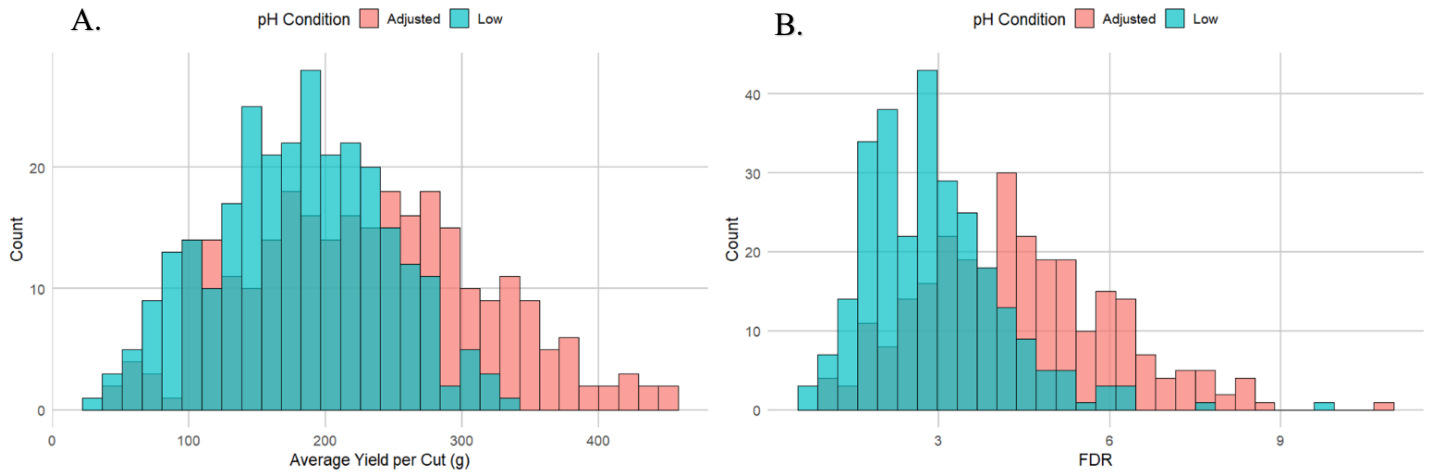 A.
pH Condition Adjusted Low
Count
20
10
0
0 100 200 300 400
Average Yield per Cut (g)
B.
pH Condition Adjusted Low
Count
40
30
20
10
0
3 6 9
FDR